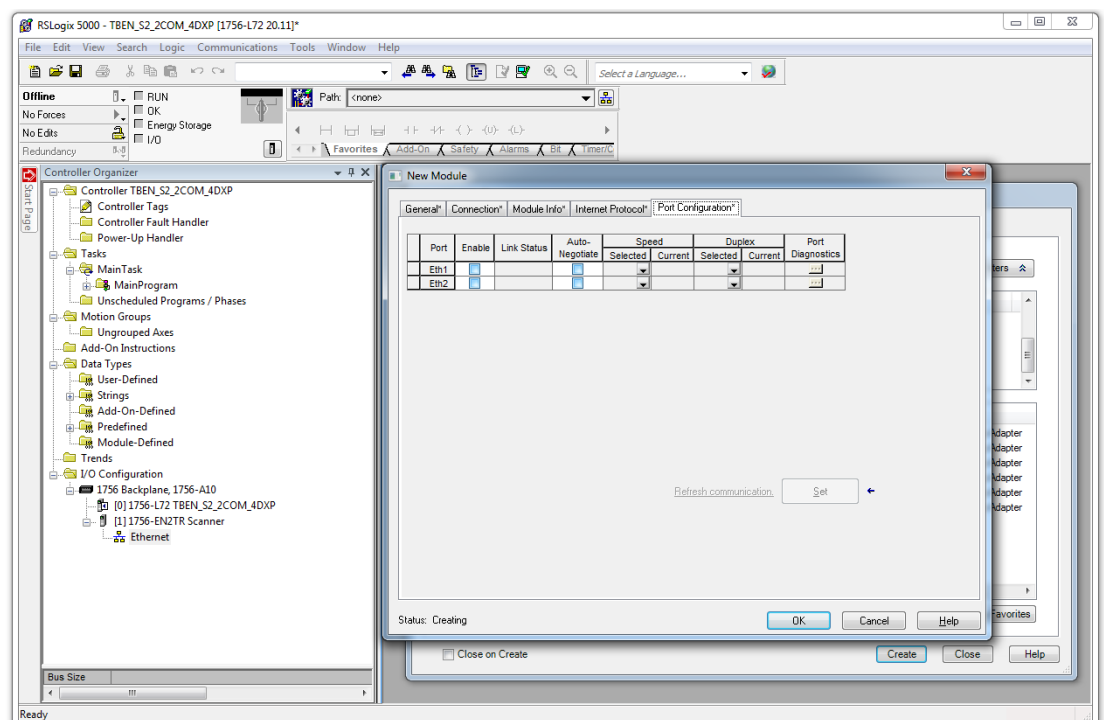 RSLogix 5000 - TBEN_S2_2COM_4DXP [1756-L72 20.11]*
File Edit View Search Logic Communications Tools Window Help
Select a Language...
Offline
RUN
Path: <none>
No Forces
OK
No Edits
Energy Storage
I/O
Redundancy
Favorites Add-On Safety Alarms Bit Timer/C
Start Page
Controller Organizer
Controller TBEN_S2_2COM_4DXP
Controller Tags
Controller Fault Handler
Power-Up Handler
Tasks
MainTask
MainProgram
Unscheduled Programs / Phases
Motion Groups
Ungrouped Axes
Add-On Instructions
Data Types
User-Defined
Strings
Add-On-Defined
Predefined
Module-Defined
Trends
I/O Configuration
1756 Backplane, 1756-A10
[0] 1756-L72 TBEN_S2_2COM_4DXP
[1] 1756-EN2TR Scanner
Ethernet
Bus Size
Ready
New Module
General* Connection* Module Info* Internet Protocol* Port Configuration*
Port Enable Link Status Auto-Negotiate Speed Duplex Port Diagnostics
Selected Current Selected Current
Eth1
Eth2
Refresh communication. Set
Status: Creating OK Cancel Help
ters
Adapter
Adapter
Adapter
Adapter
Adapter
Adapter
Favorites
Close on Create Create Close Help